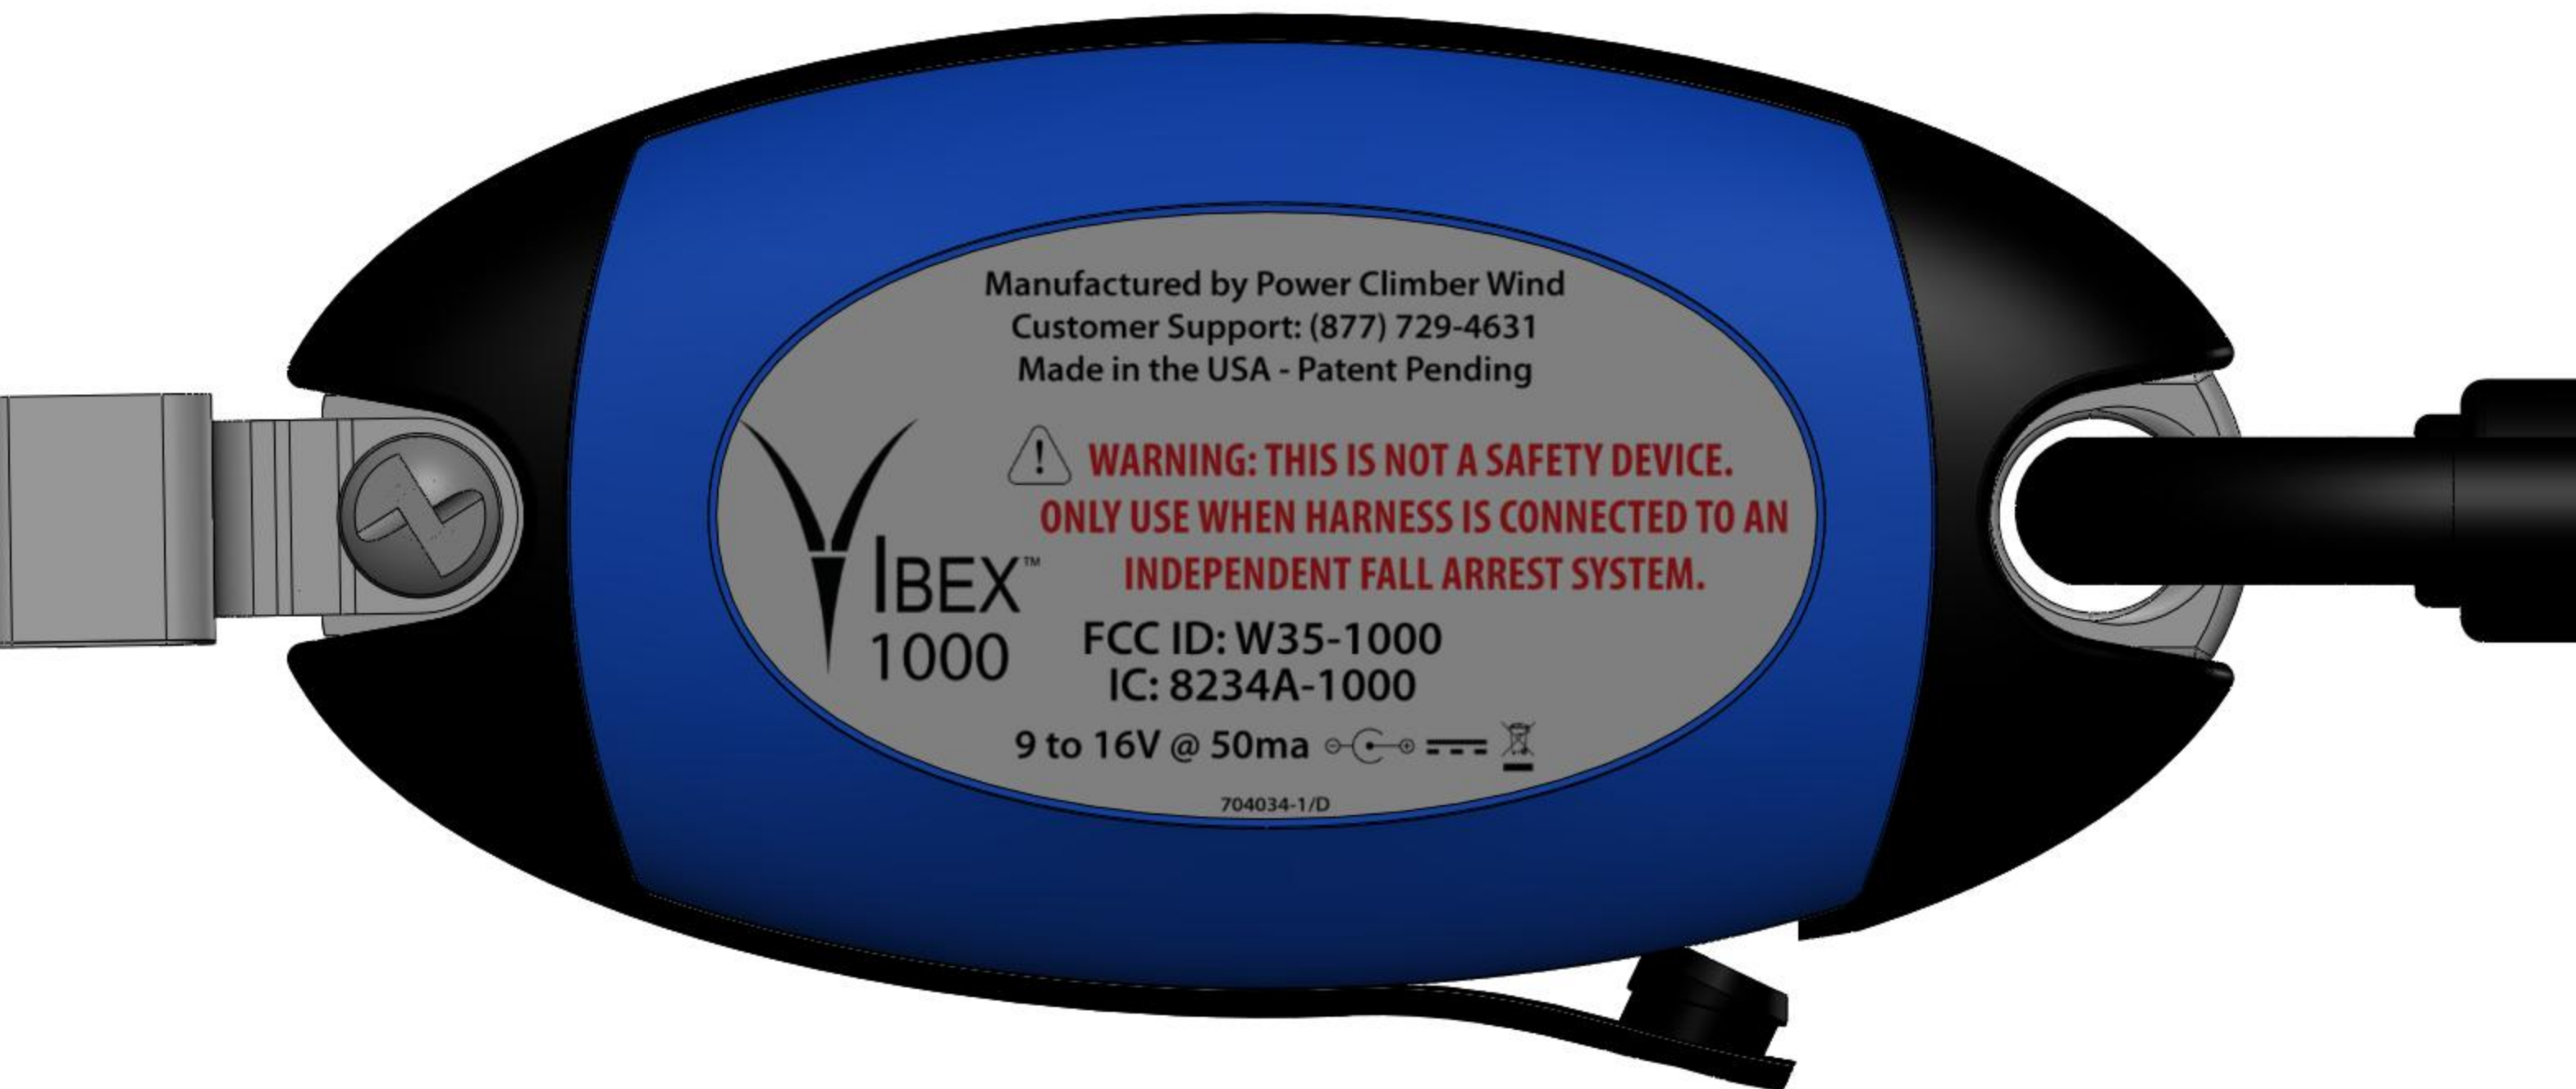 Manufactured by Power Climber Wind
Customer Support: (877) 729-4631
Made in the USA - Patent Pending
! WARNING: THIS IS NOT A SAFETY DEVICE.
ONLY USE WHEN HARNESS IS CONNECTED TO AN
INDEPENDENT FALL ARREST SYSTEM.
IBEX™
1000
FCC ID: W35-1000
IC: 8234A-1000
9 to 16V @ 50ma
704034-1/D